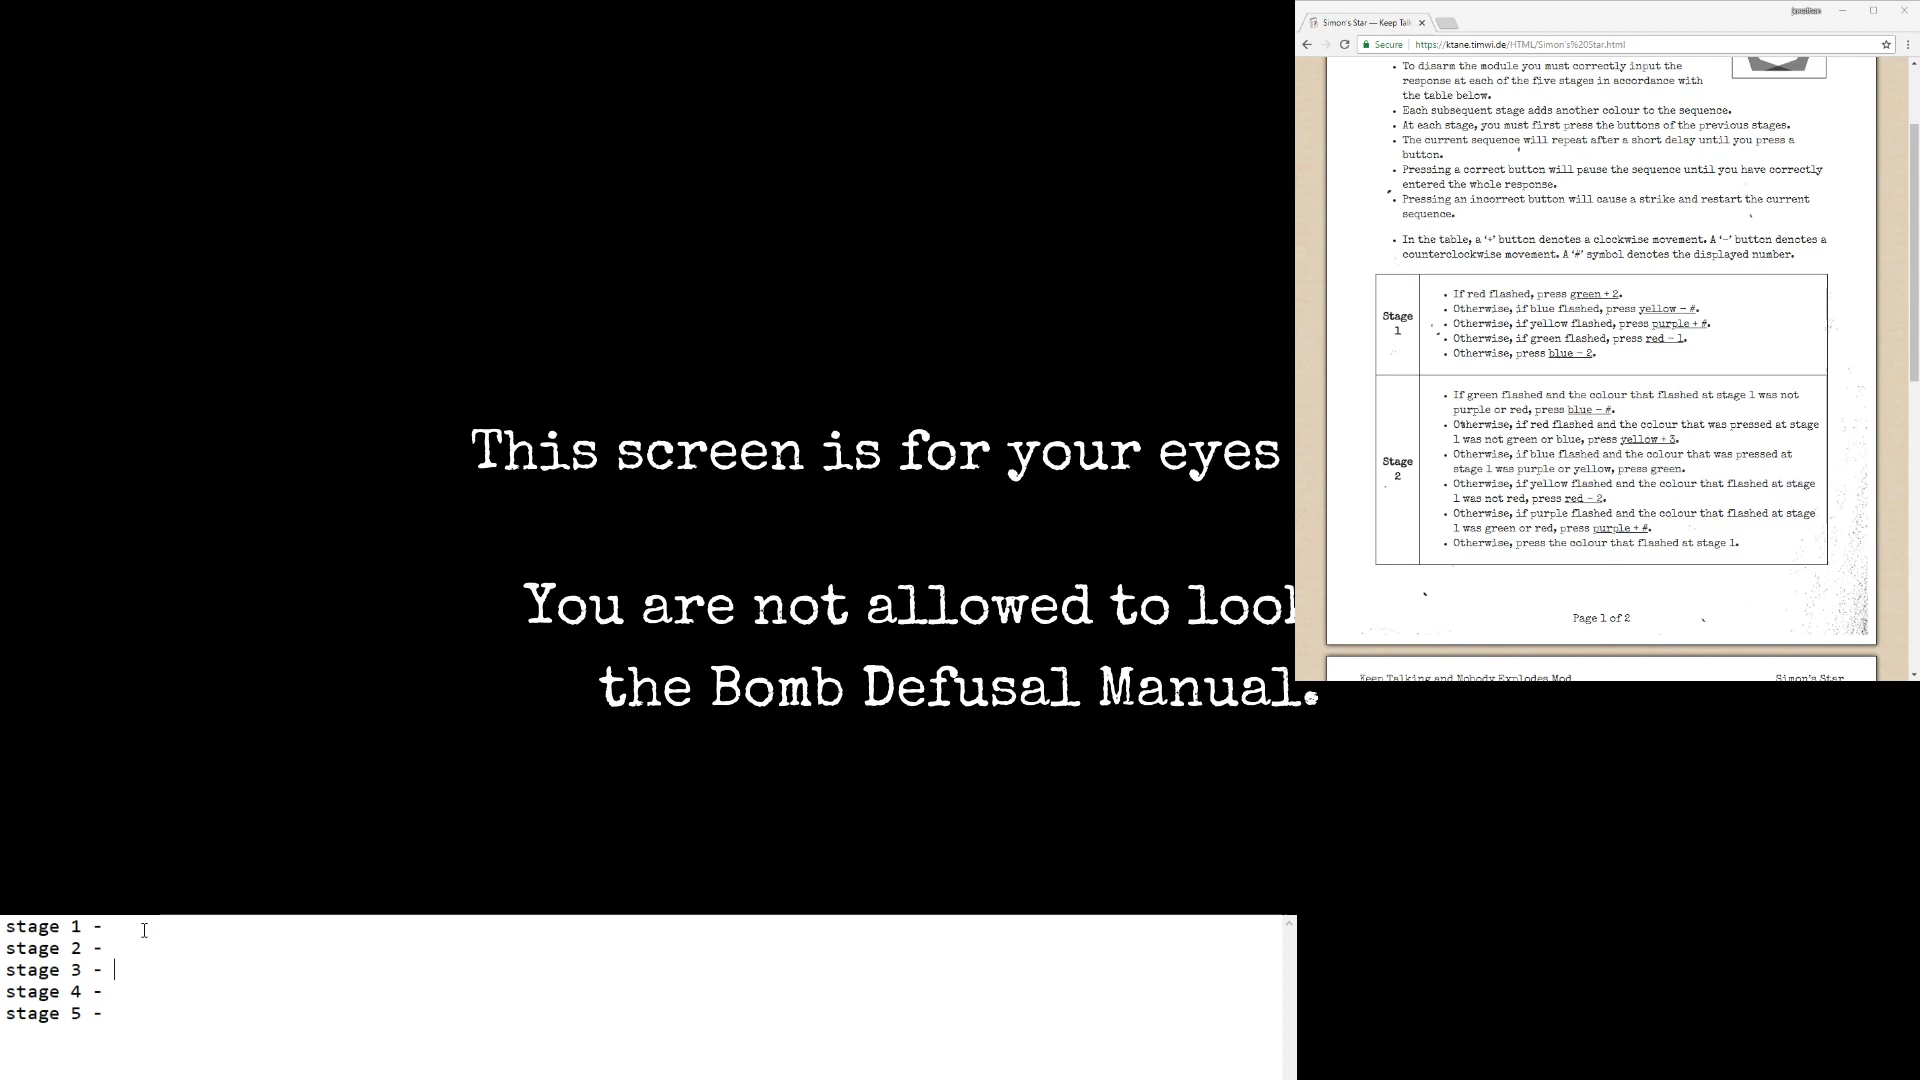 This screen is for your eyes
You are not allowed to look
the Bomb Defusal Manual.
jonathan
Simon's Star — Keep Tal
Secure
https://ktane.timwi.de/HTML/Simon's%20Star.html
• To disarm the module you must correctly input the
response at each of the five stages in accordance with
the table below.
• Each subsequent stage adds another colour to the sequence.
• At each stage, you must first press the buttons of the previous stages.
• The current sequence will repeat after a short delay until you press a
button.
• Pressing a correct button will pause the sequence until you have correctly
entered the whole response.
• Pressing an incorrect button will cause a strike and restart the current
sequence.
• In the table, a ‘+’ button denotes a clockwise movement. A ‘−’ button denotes a
counterclockwise movement. A ‘#’ symbol denotes the displayed number.
Stage
1
• If red flashed, press green + 2.
• Otherwise, if blue flashed, press yellow − #.
• Otherwise, if yellow flashed, press purple + #.
• Otherwise, if green flashed, press red − 1.
• Otherwise, press blue − 2.
Stage
2
• If green flashed and the colour that flashed at stage 1 was not
purple or red, press blue − #.
• Otherwise, if red flashed and the colour that was pressed at stage
1 was not green or blue, press yellow + 3.
• Otherwise, if blue flashed and the colour that was pressed at
stage 1 was purple or yellow, press green.
• Otherwise, if yellow flashed and the colour that flashed at stage
1 was not red, press red − 2.
• Otherwise, if purple flashed and the colour that flashed at stage
1 was green or red, press purple + #.
• Otherwise, press the colour that flashed at stage 1.
Page 1 of 2
Keep Talking and Nobody Explodes Mod
Simon's Star
stage 1 -
stage 2 -
stage 3 -
stage 4 -
stage 5 -